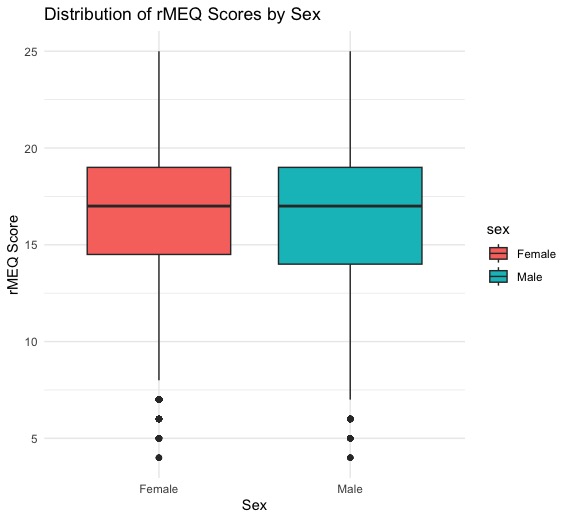 Distribution of rMEQ Scores by Sex
rMEQ Score
25
20
15
10
5
Female
Male
Sex
sex
Female
Male